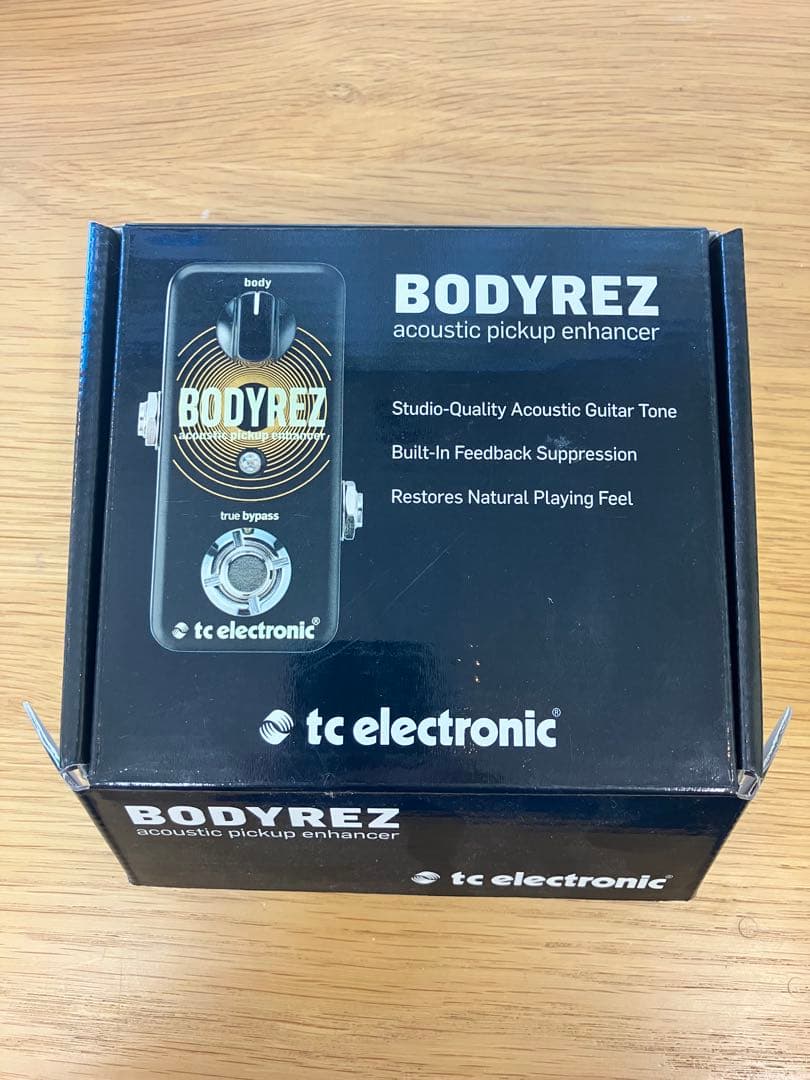 body
BODYREZ
acoustic pickup enhancer
true bypass
tc electronic®
BODYREZ
acoustic pickup enhancer
Studio-Quality Acoustic Guitar Tone
Built-In Feedback Suppression
Restores Natural Playing Feel
tc electronic®
BODYREZ
acoustic pickup enhancer
tc electronic®